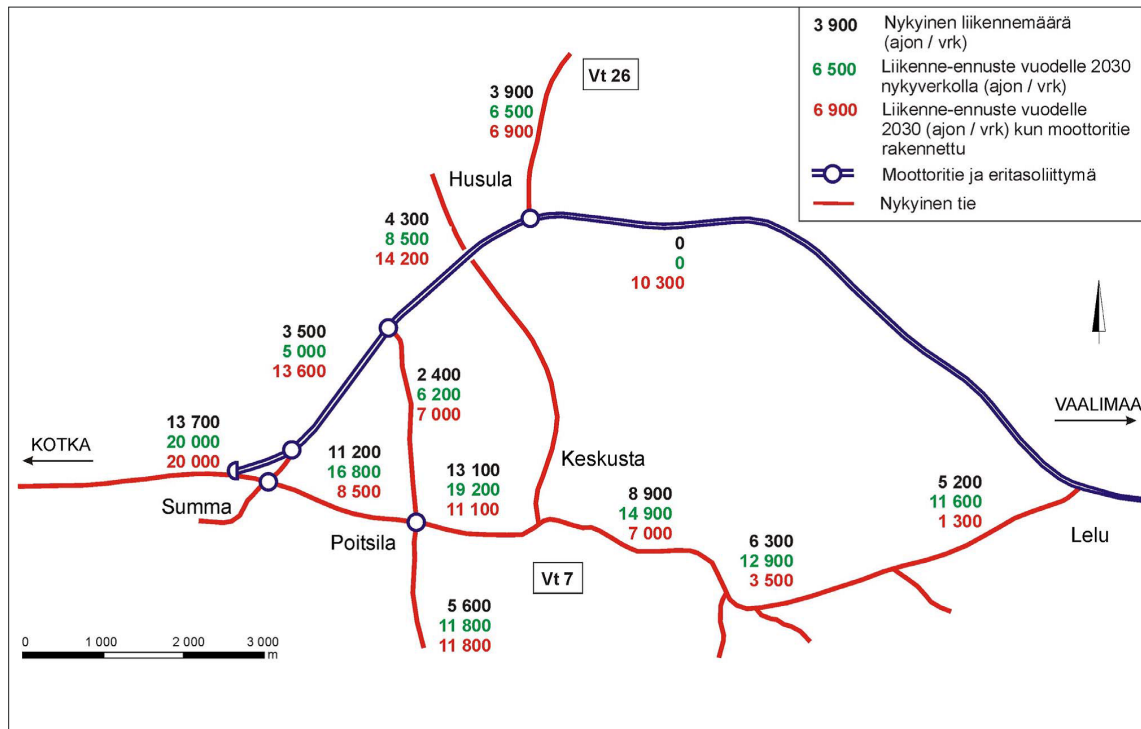 3 900
Nykyinen liikennemäärä
(ajon / vrk)
6 500
Liikenne-ennuste vuodelle 2030
nykyverkolla (ajon / vrk)
6 900
Liikenne-ennuste vuodelle
2030 (ajon / vrk) kun moottoritie
rakennettu
Moottoritie ja eritasoliittymä
Nykyinen tie
Vt 26
3 900
6 500
6 900
Husula
4 300
8 500
14 200
0
0
10 300
3 500
5 000
13 600
2 400
6 200
7 000
VAALIMAA
KOTKA
13 700
20 000
20 000
11 200
16 800
8 500
13 100
19 200
11 100
Keskusta
8 900
14 900
7 000
5 200
11 600
1 300
Summa
Poitsila
Lelu
6 300
12 900
3 500
Vt 7
5 600
11 800
11 800
0 1 000 2 000 3 000
m